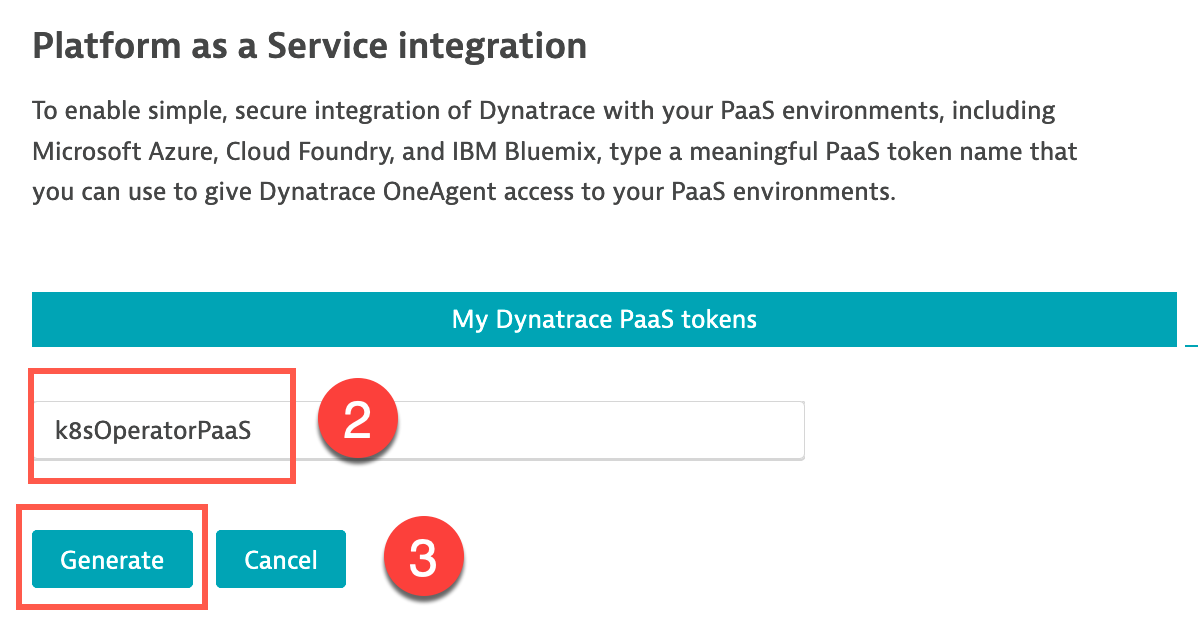 Platform as a Service integration
To enable simple, secure integration of Dynatrace with your PaaS environments, including
Microsoft Azure, Cloud Foundry, and IBM Bluemix, type a meaningful PaaS token name that
you can use to give Dynatrace OneAgent access to your PaaS environments.
My Dynatrace PaaS tokens
k8sOperatorPaaS 2
Generate Cancel 3